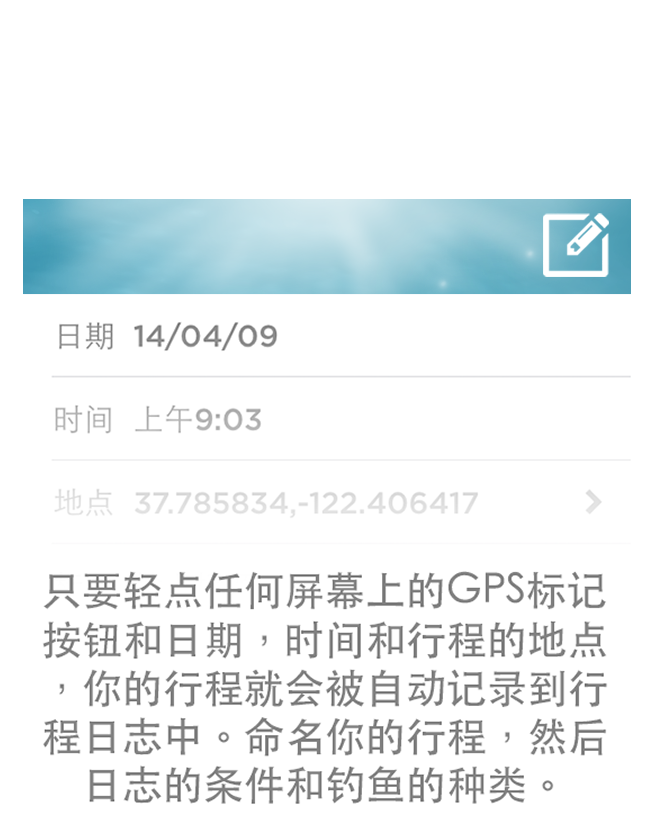 日期 14/04/09
时间 上午9:03
地点 37.785834,-122.406417
只要轻点任何屏幕上的GPS标记
按钮和日期，时间和行程的地点
，你的行程就会被自动记录到行
程日志中。命名你的行程，然后
日志的条件和钓鱼的种类。